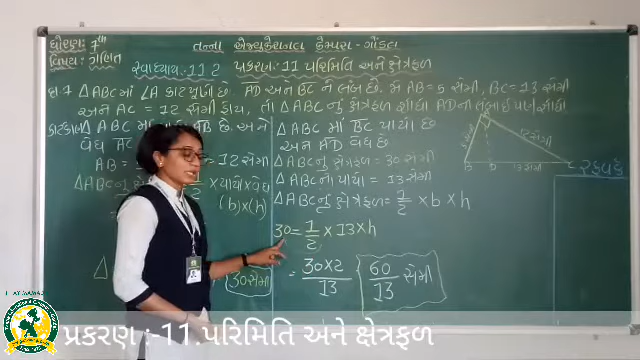 ધોરણ: 7th
તન્ના એજ્યુકેશનલ કેમ્પસ - ગોંડલ
વિષય: ગણિત
સ્વાધ્યાય 11.2
પ્રકરણ: 11 પરિમિતિ અને ક્ષેત્રફળ
દા 7 △ABCમાં ∠A કાટખૂણો છે. AD એ BC ને લંબ છે. જો AB = 5 સેમી, BC = 13 સેમી
અને AC = 12 સેમી હોય, તો △ABCનું ક્ષેત્રફળ શોધો ADની લંબાઈ પણ શોધો
કાટકોણ △ABC માં AB છે. અને
વેધ AC
AB = = 12 સેમી
△ABCનું × પાયો × વેધ
(b)×(h)
30 સેમી
△ABC માં BC પાયો છે
અને AD વેધ છે
△ABCનું ક્ષેત્રફળ = 30 સેમી
△ABCનો પાયો = 13 સેમી
△ABCનું ક્ષેત્રફળ = 1/2 × b × h
30 = 1/2 × 13 × h
= 30×2/13
60/13 સેમી
12 સેમી
B D 13 સેમી C
પ્રકરણ :-11.પરિમિતિ અને ક્ષેત્રફળ